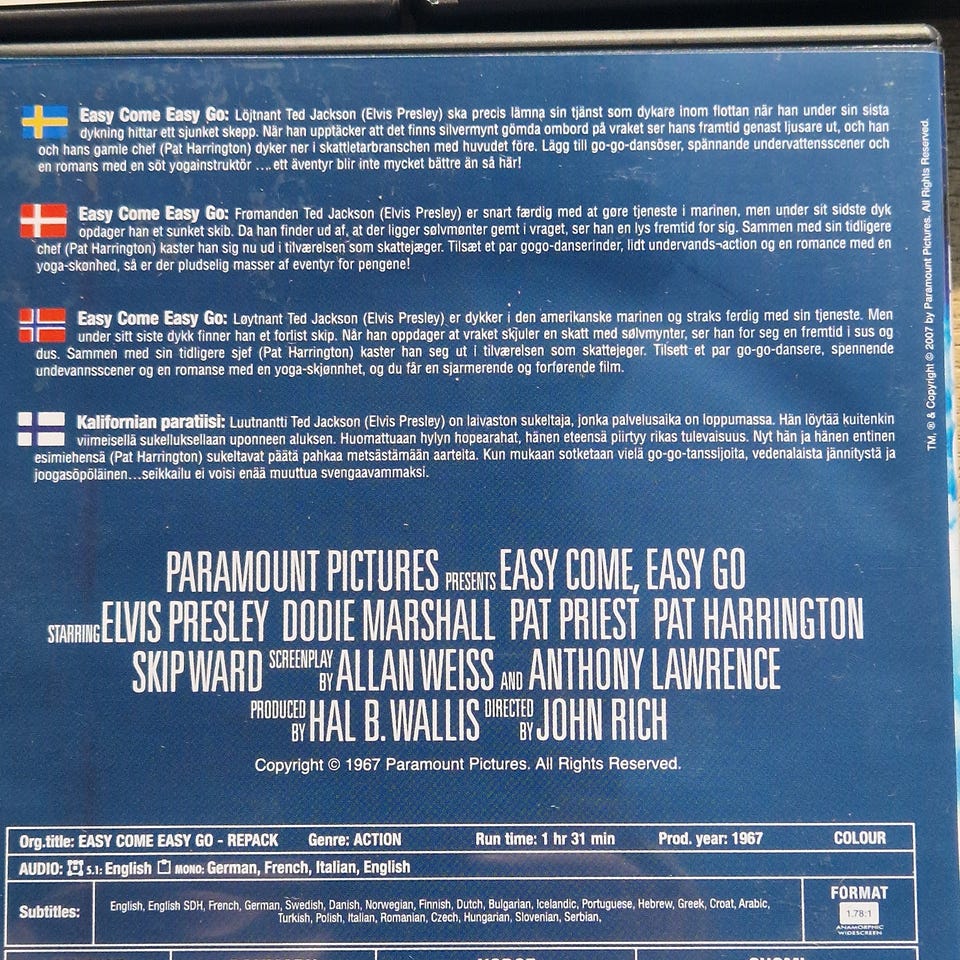 Easy Come Easy Go: Löjtnant Ted Jackson (Elvis Presley) ska precis lämna sin tjänst som dykare inom flottan när han under sin sista
dykning hittar ett sjunket skepp. När han upptäcker att det finns silvermynt gömda ombord på vraket ser hans framtid genast ljusare ut, och han
och hans gamle chef (Pat Harrington) dyker ner i skattletarbranschen med huvudet före. Lägg till go-go-dansöser, spännande undervattensscener och
en romans med en söt yogainstruktör ....ett äventyr blir inte mycket bättre än så här!
Easy Come Easy Go: Frømanden Ted Jackson (Elvis Presley) er snart færdig med at gøre tjeneste i marinen, men under sit sidste dyk
opdager han et sunket skib. Da han finder ud af, at der ligger sølvmønter gemt i vraget, ser han en lys fremtid for sig. Sammen med sin tidligere
chef (Pat Harrington) kaster han sig nu ud i tilværelsen som skattejæger. Tilsæt et par gogo-danserinder, lidt undervands-action og en romance med en
yoga-skønhed, så er der pludselig masser af eventyr for pengene!
Easy Come Easy Go: Løytnant Ted Jackson (Elvis Presley) er dykker i den amerikanske marinen og straks ferdig med sin tjeneste. Men
under sitt siste dykk finner han et forlist skip. Når han oppdager at vraket skjuler en skatt med sølvmynter, ser han for seg en fremtid i sus og
dus. Sammen med sin tidligere sjef (Pat Harrington) kaster han seg ut i tilværelsen som skattejeger. Tilsett et par go-go-dansere, spennende
undevannsscener og en romanse med en yoga-skjønnhet, og du får en sjarmerende og forførende film.
Kalifornian paratiisi: Luutnantti Ted Jackson (Elvis Presley) on laivaston sukeltaja, jonka palvelusaika on loppumassa. Hän löytää kuitenkin
viimeisellä sukelluksellaan uponneen aluksen. Huomattuaan hylyn hopearahat, hänen eteensä piirtyy rikas tulevaisuus. Nyt hän ja hänen entinen
esimiehensä (Pat Harrington) sukeltavat päätä pahkaa metsästämään aarteita. Kun mukaan sotketaan vielä go-go-tanssijoita, vedenalaista jännitystä ja
joogasöpöläinen...seikkailu ei voisi enää muuttua svengaavammaksi.
TM, ® & Copyright © 2007 by Paramount Pictures. All Rights Reserved.
PARAMOUNT PICTURES PRESENTS EASY COME, EASY GO
STARRING ELVIS PRESLEY DODIE MARSHALL PAT PRIEST PAT HARRINGTON
SKIP WARD SCREENPLAY BY ALLAN WEISS AND ANTHONY LAWRENCE
PRODUCED BY HAL B. WALLIS DIRECTED BY JOHN RICH
Copyright © 1967 Paramount Pictures. All Rights Reserved.
Org.title: EASY COME EASY GO - REPACK Genre: ACTION Run time: 1 hr 31 min Prod. year: 1967 COLOUR
AUDIO: 5.1: English MONO: German, French, Italian, English
Subtitles: English, English SDH, French, German, Swedish, Danish, Norwegian, Finnish, Dutch, Bulgarian, Icelandic, Portuguese, Hebrew, Greek, Croat, Arabic,
Turkish, Polish, Italian, Romanian, Czech, Hungarian, Slovenian, Serbian,
FORMAT
1.78:1
ANAMORPHIC
WIDESCREEN